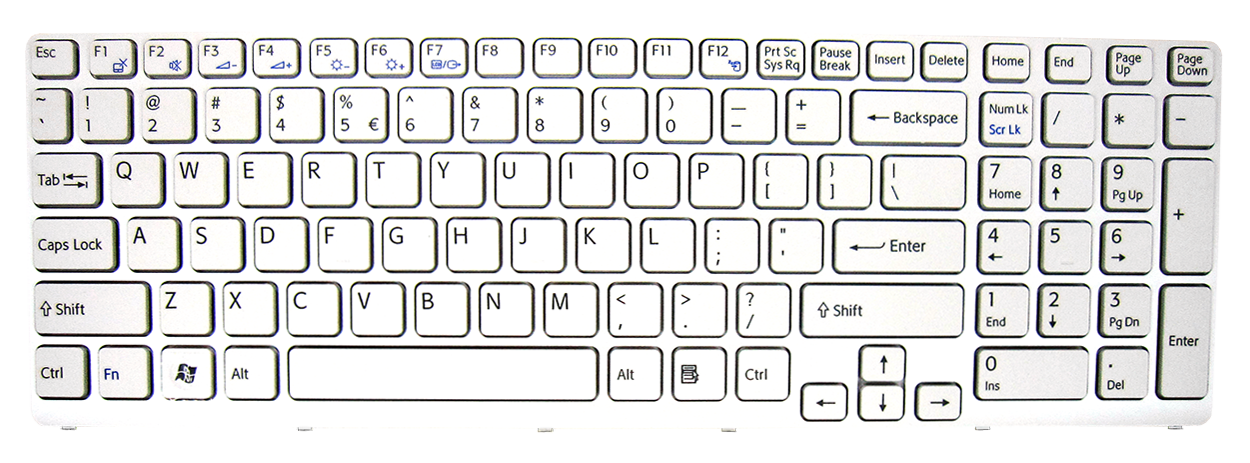 Esc F1 F2 F3 F4 F5 F6 F7 F8 F9 F10 F11 F12 Prt Sc Sys Rq Pause Break Insert Delete Home End Page Up Page Down
~ ` ! 1 @ 2 # 3 $ 4 % 5 € ^ 6 & 7 * 8 ( 9 ) 0 _ - + = ← Backspace Num Lk Scr Lk / * -
Tab Q W E R T Y U I O P { [ } ] | \ 7 Home 8 ↑ 9 Pg Up +
Caps Lock A S D F G H J K L : ; " ' ← Enter 4 ← 5 6 →
⇧ Shift Z X C V B N M < , > . ? / ⇧ Shift 1 End 2 ↓ 3 Pg Dn Enter
Ctrl Fn Alt Alt Ctrl ↑ 0 Ins . Del
← ↓ →